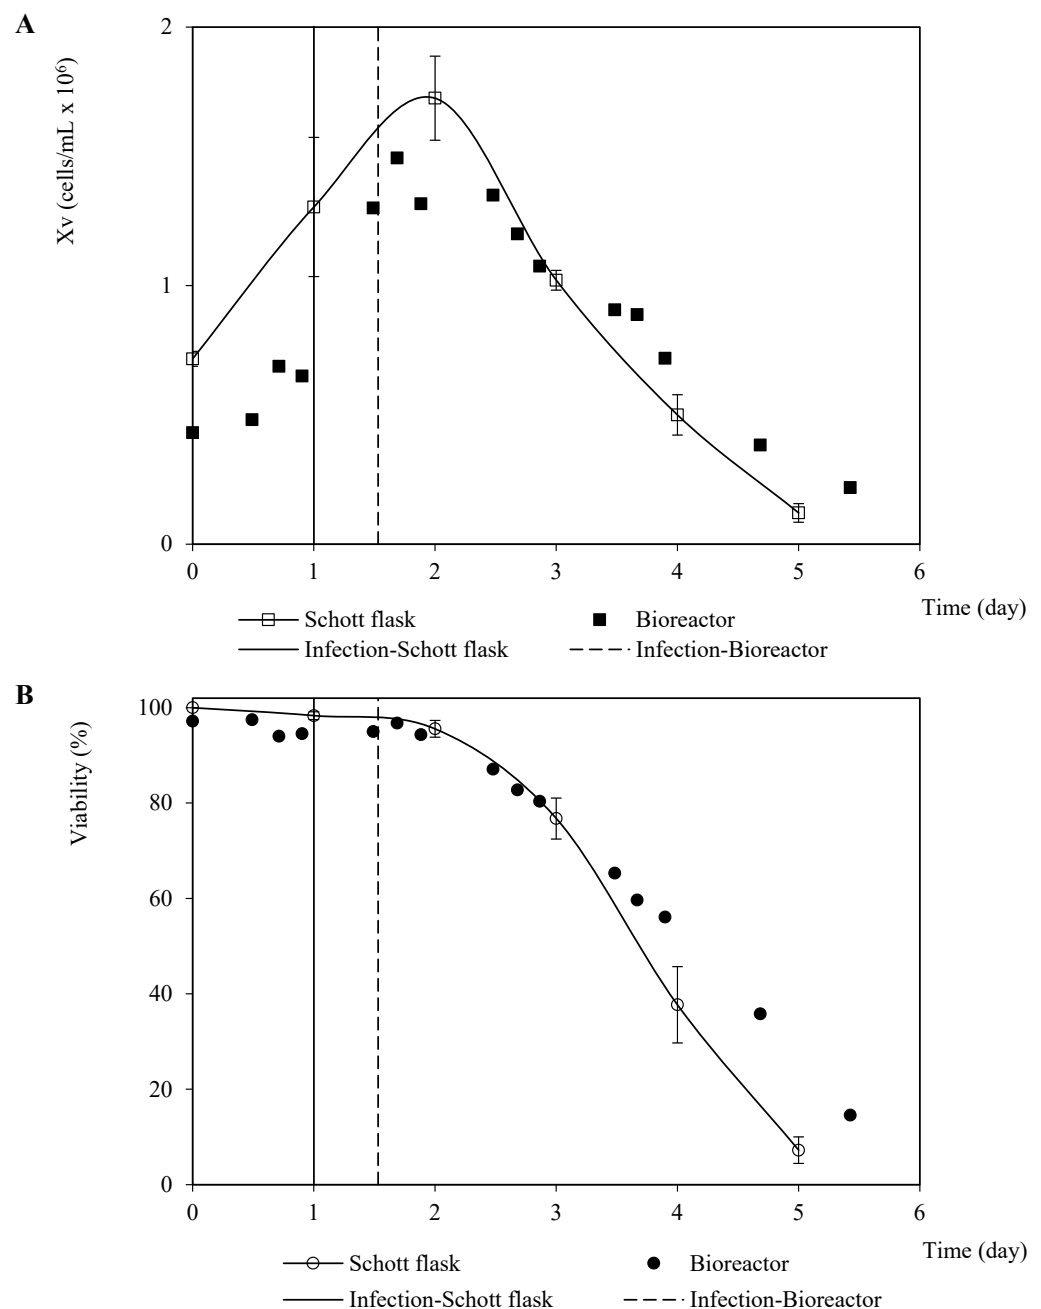 A
Xv (cells/mL x 10⁶)
2
1
0
0 1 2 3 4 5 6
Time (day)
Schott flask Bioreactor
Infection-Schott flask Infection-Bioreactor
B
Viability (%)
100
80
60
40
20
0
0 1 2 3 4 5 6
Time (day)
Schott flask Bioreactor
Infection-Schott flask Infection-Bioreactor